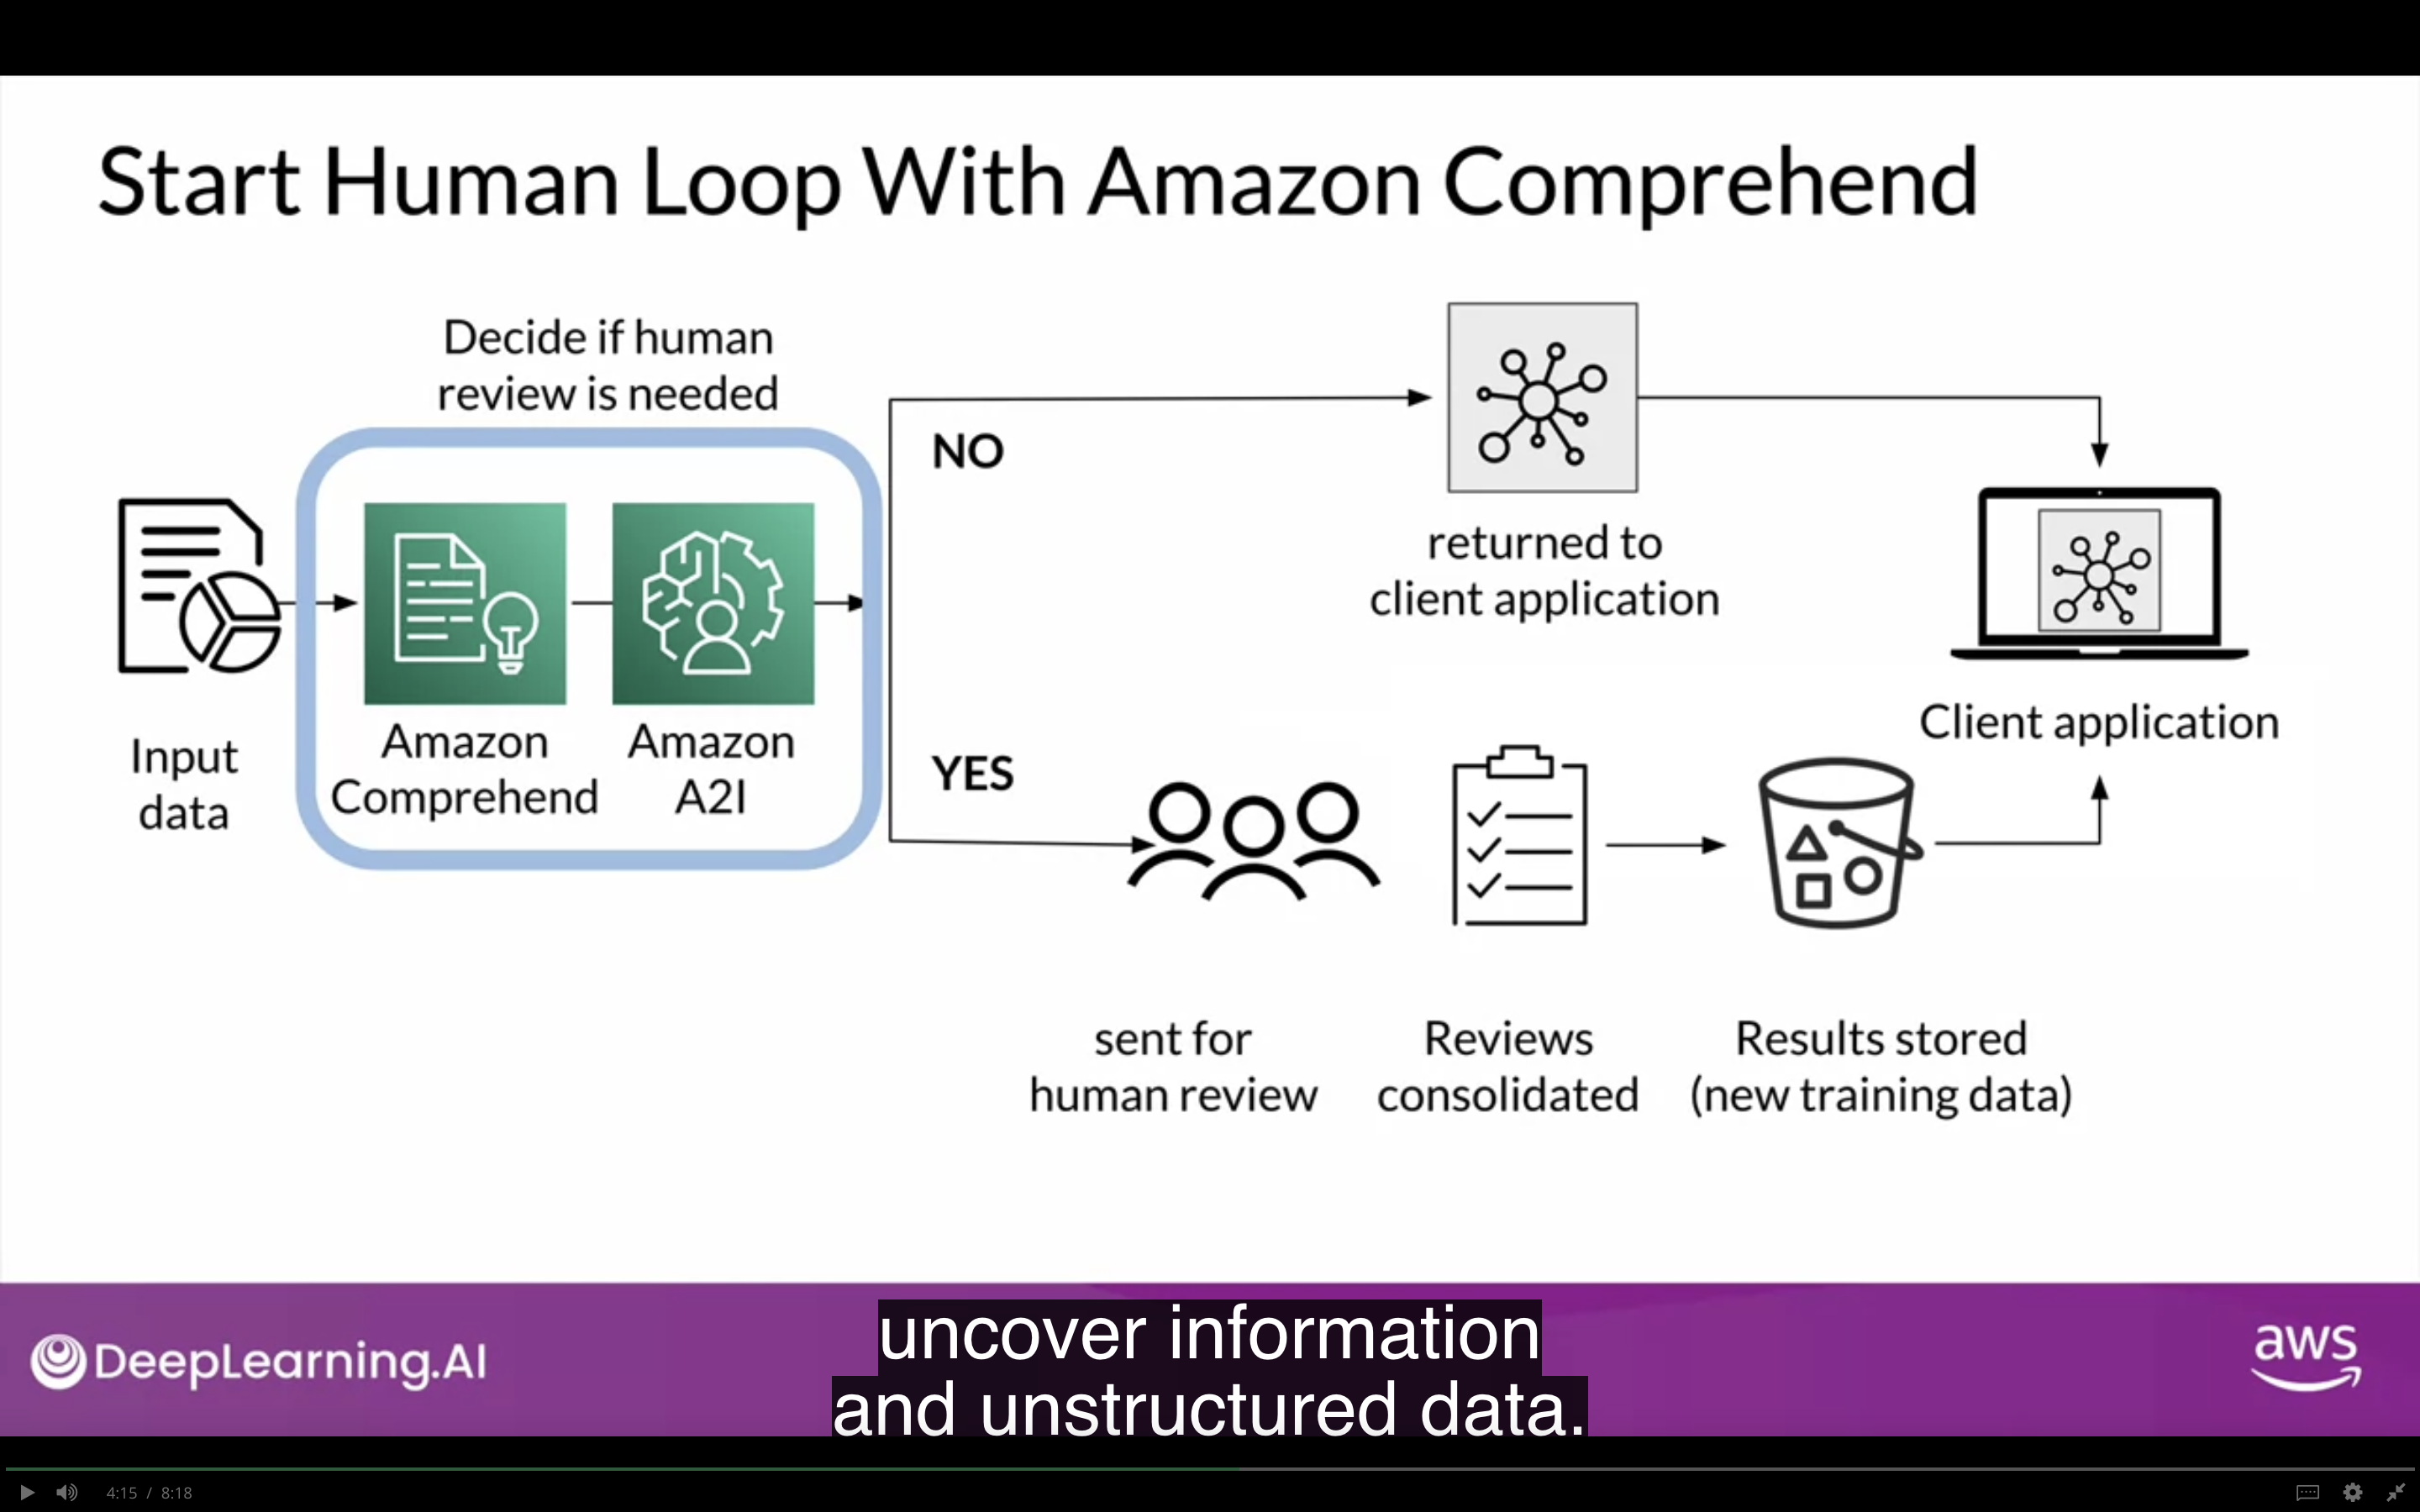 Start Human Loop With Amazon Comprehend
Decide if human
review is needed
Input
data
Amazon
Comprehend
Amazon
A2I
NO
returned to
client application
Client application
YES
sent for
human review
Reviews
consolidated
Results stored
(new training data)
DeepLearning.AI
aws
uncover information
and unstructured data.
4:15 / 8:18